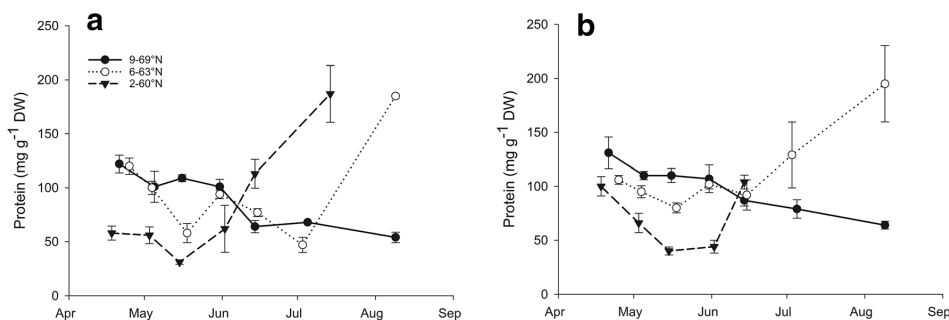 a
250
200
150
100
50
0
Protein (mg g-1 DW)
9-69°N
6-63°N
2-60°N
Apr May Jun Jul Aug Sep
b
250
200
150
100
50
0
Protein (mg g-1 DW)
Apr May Jun Jul Aug Sep